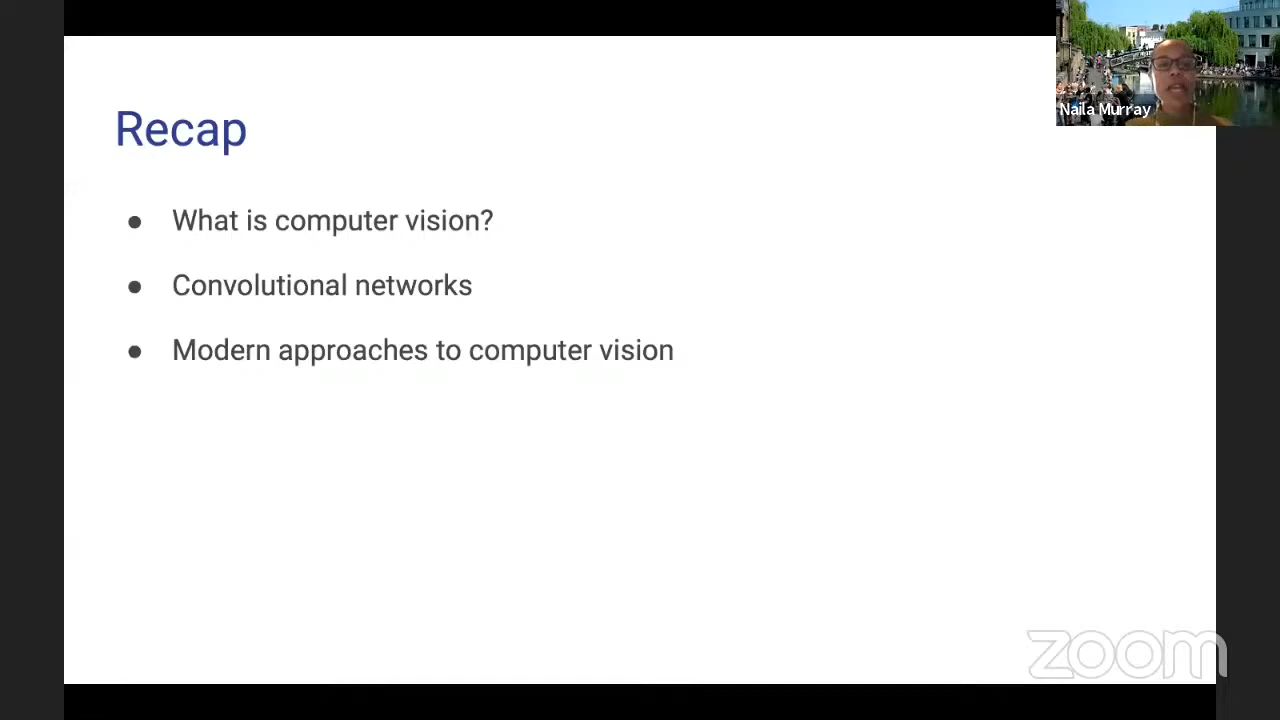 Recap
Naila Murray
● What is computer vision?
● Convolutional networks
● Modern approaches to computer vision
zoom